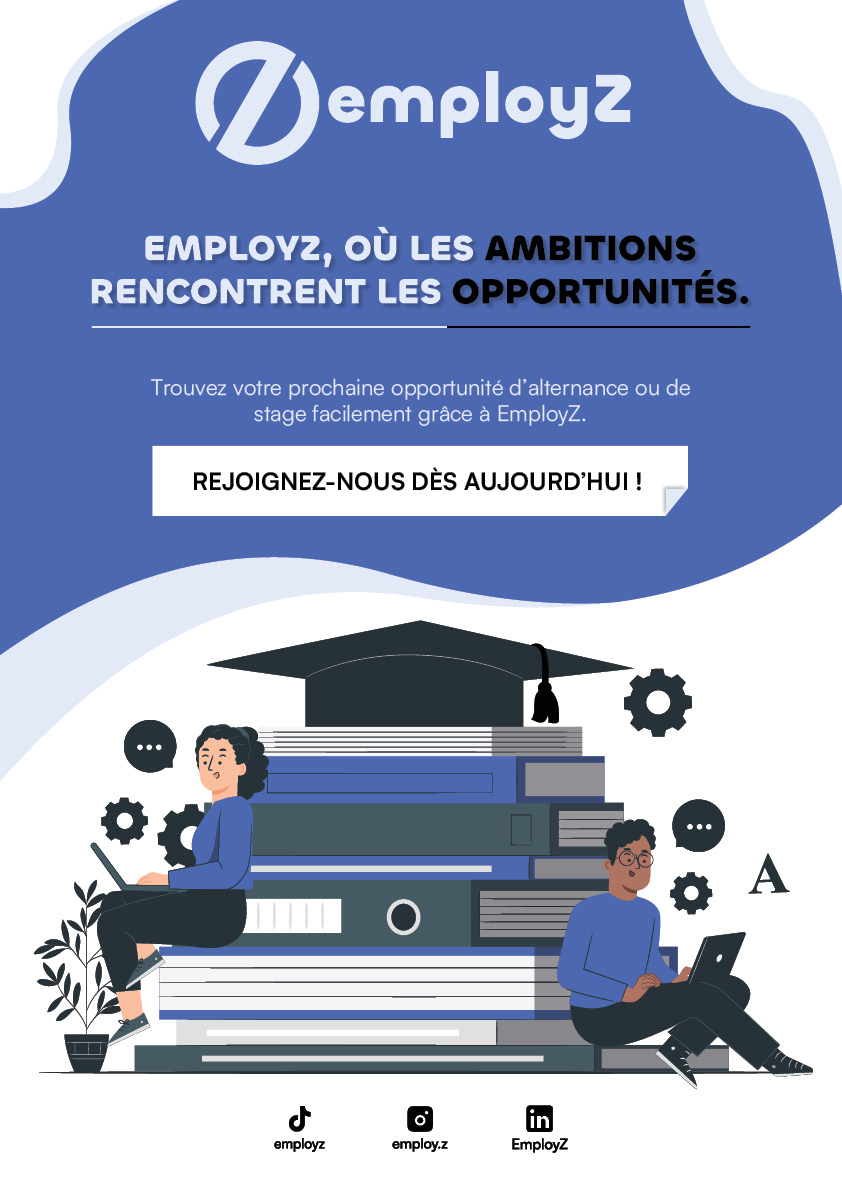 employZ
EMPLOYZ, OÙ LES AMBITIONS
RENCONTRENT LES OPPORTUNITÉS.
Trouvez votre prochaine opportunité d'alternance ou de
stage facilement grâce à EmployZ.
REJOIGNEZ-NOUS DÈS AUJOURD'HUI !
A
employz
employ.z
EmployZ